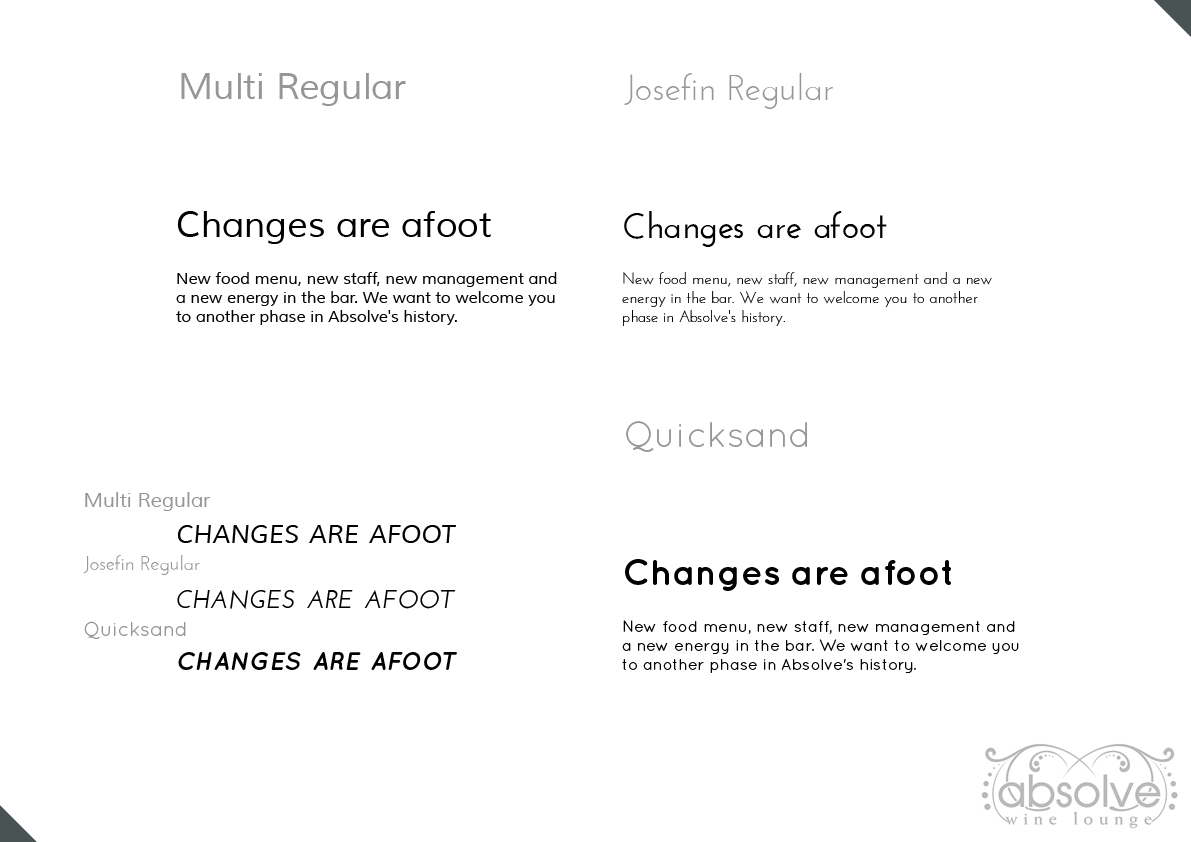 Multi Regular
Changes are afoot
New food menu, new staff, new management and
a new energy in the bar. We want to welcome you
to another phase in Absolve's history.
Josefin Regular
Changes are afoot
New food menu, new staff, new management and a new
energy in the bar. We want to welcome you to another
phase in Absolve's history.
Multi Regular
CHANGES ARE AFOOT
Josefin Regular
CHANGES ARE AFOOT
Quicksand
CHANGES ARE AFOOT
Quicksand
Changes are afoot
New food menu, new staff, new management and
a new energy in the bar. We want to welcome you
to another phase in Absolve's history.
absolve
wine lounge